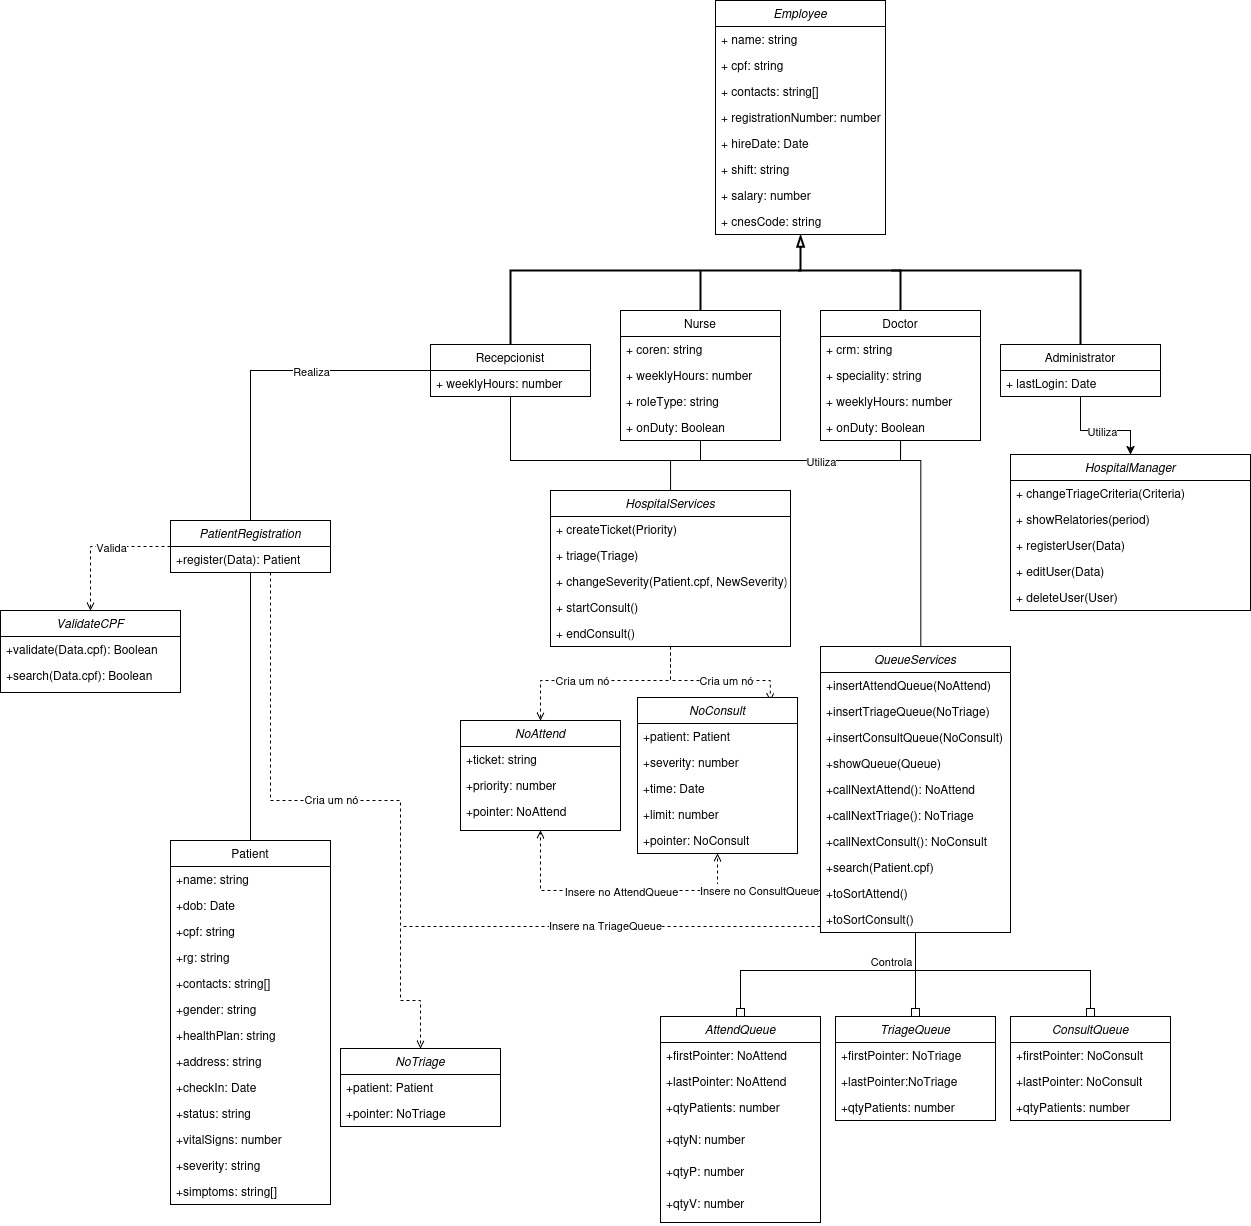 Employee
+ name: string
+ cpf: string
+ contacts: string[]
+ registrationNumber: number
+ hireDate: Date
+ shift: string
+ salary: number
+ cnesCode: string
Recepcionist
+ weeklyHours: number
Nurse
+ coren: string
+ weeklyHours: number
+ roleType: string
+ onDuty: Boolean
Doctor
+ crm: string
+ speciality: string
+ weeklyHours: number
+ onDuty: Boolean
Administrator
+ lastLogin: Date
Realiza
Utiliza
Utiliza
HospitalManager
+ changeTriageCriteria(Criteria)
+ showRelatories(period)
+ registerUser(Data)
+ editUser(Data)
+ deleteUser(User)
HospitalServices
+ createTicket(Priority)
+ triage(Triage)
+ changeSeverity(Patient.cpf, NewSeverity)
+ startConsult()
+ endConsult()
PatientRegistration
+register(Data): Patient
Valida
ValidateCPF
+validate(Data.cpf): Boolean
+search(Data.cpf): Boolean
QueueServices
+insertAttendQueue(NoAttend)
+insertTriageQueue(NoTriage)
+insertConsultQueue(NoConsult)
+showQueue(Queue)
+callNextAttend(): NoAttend
+callNextTriage(): NoTriage
+callNextConsult(): NoConsult
+search(Patient.cpf)
+toSortAttend()
+toSortConsult()
Cria um nó
Cria um nó
NoAttend
+ticket: string
+priority: number
+pointer: NoAttend
NoConsult
+patient: Patient
+severity: number
+time: Date
+limit: number
+pointer: NoConsult
Cria um nó
Insere no AttendQueue
Insere no ConsultQueue
Insere na TriageQueue
Patient
+name: string
+dob: Date
+cpf: string
+rg: string
+contacts: string[]
+gender: string
+healthPlan: string
+address: string
+checkIn: Date
+status: string
+vitalSigns: number
+severity: string
+simptoms: string[]
NoTriage
+patient: Patient
+pointer: NoTriage
Controla
AttendQueue
+firstPointer: NoAttend
+lastPointer: NoAttend
+qtyPatients: number
+qtyN: number
+qtyP: number
+qtyV: number
TriageQueue
+firstPointer: NoTriage
+lastPointer:NoTriage
+qtyPatients: number
ConsultQueue
+firstPointer: NoConsult
+lastPointer: NoConsult
+qtyPatients: number